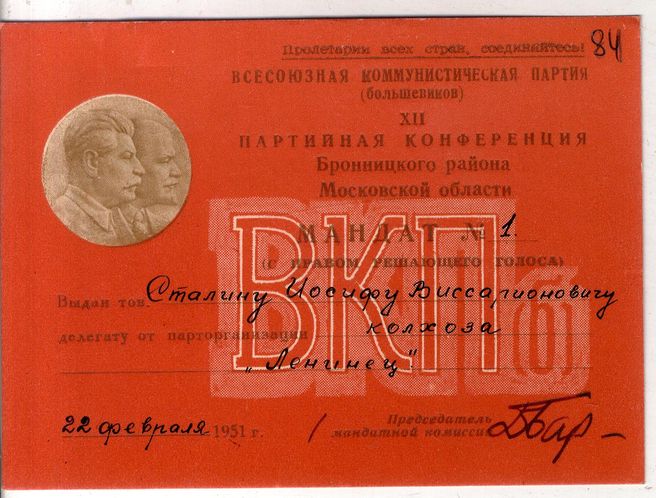 Пролетарии всех стран, соединяйтесь!
84
ВСЕСОЮЗНАЯ КОММУНИСТИЧЕСКАЯ ПАРТИЯ
(большевиков)
XII
ПАРТИЙНАЯ КОНФЕРЕНЦИЯ
Бронницкого района
Московской области
МАНДАТ № 1.
(С ПРАВОМ РЕШАЮЩЕГО ГОЛОСА)
ВКП(б)
Выдан тов. Сталину Иосифу Виссарионовичу
делегату от парторганизации колхоза
„Ленинец"
22 февраля 1951 г.
Председатель
мандатной комиссии